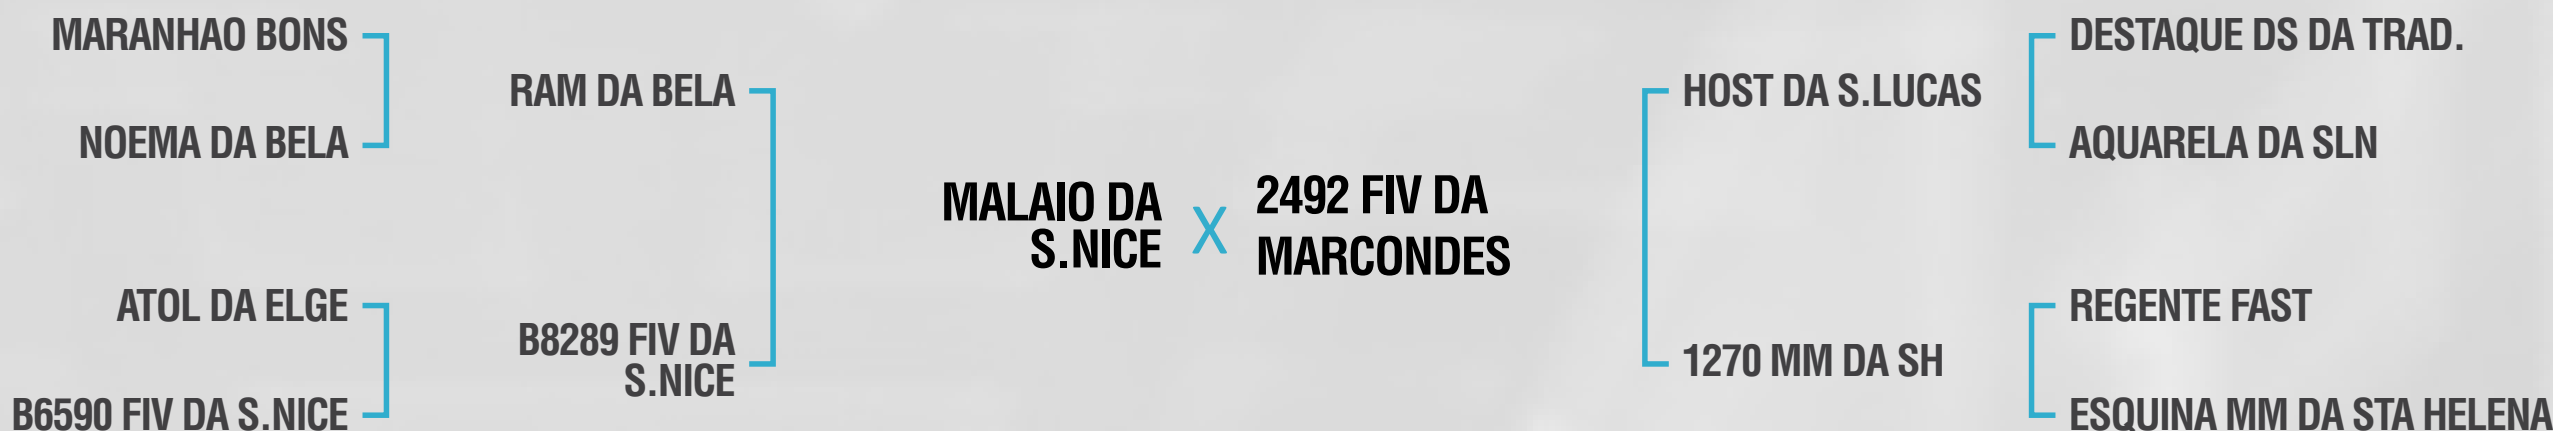 MARANHAO BONS
NOEMA DA BELA
ATOL DA ELGE
B6590 FIV DA S.NICE
RAM DA BELA
B8289 FIV DA
S.NICE
MALAIO DA
S.NICE
X
2492 FIV DA
MARCONDES
HOST DA S.LUCAS
1270 MM DA SH
DESTAQUE DS DA TRAD.
AQUARELA DA SLN
REGENTE FAST
ESQUINA MM DA STA HELENA